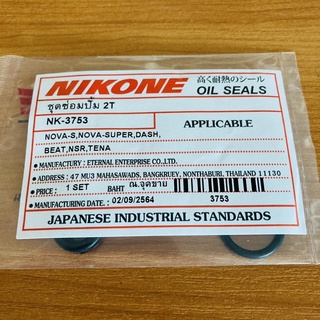 NIKONE
高く耐熱のシール
OIL SEALS
ชุดซ่อมปั้ม 2T
NK-3753
APPLICABLE
NOVA-S,NOVA-SUPER,DASH,
BEAT,NSR,TENA
MANUFACTURY : ETERNAL ENTERPRISE CO.,LTD.
ADDRESS : 47 MU3 MAHASAWADS, BANGKRUEY, NONTHABURI, THAILAND 11130
PRICE : 1 SET BAHT ณ.จุดขาย
MANUFACTURING DATE. : 02/09/2564 3753
JAPANESE INDUSTRIAL STANDARDS